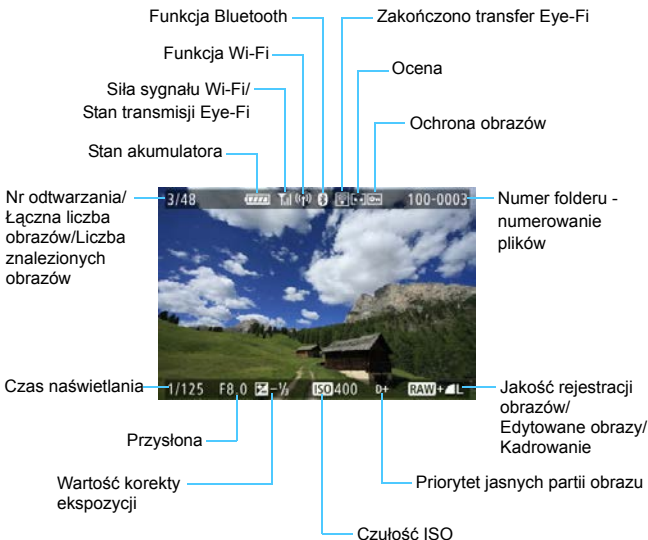 Funkcja Bluetooth
Zakończono transfer Eye-Fi
Funkcja Wi-Fi
Ocena
Siła sygnału Wi-Fi/
Stan transmisji Eye-Fi
Ochrona obrazów
Stan akumulatora
Nr odtwarzania/
Łączna liczba
obrazów/Liczba
znalezionych
obrazów
3/48
100-0003
Numer folderu -
numerowanie
plików
Czas naświetlania
1/125 F8.0 -⅓ ISO 400 D+ RAW+L
Jakość rejestracji
obrazów/
Edytowane obrazy/
Kadrowanie
Przysłona
Wartość korekty
ekspozycji
Priorytet jasnych partii obrazu
Czułość ISO